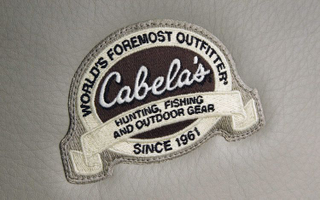 WORLD'S FOREMOST OUTFITTER®
Cabela's
HUNTING, FISHING
AND OUTDOOR GEAR
SINCE 1961